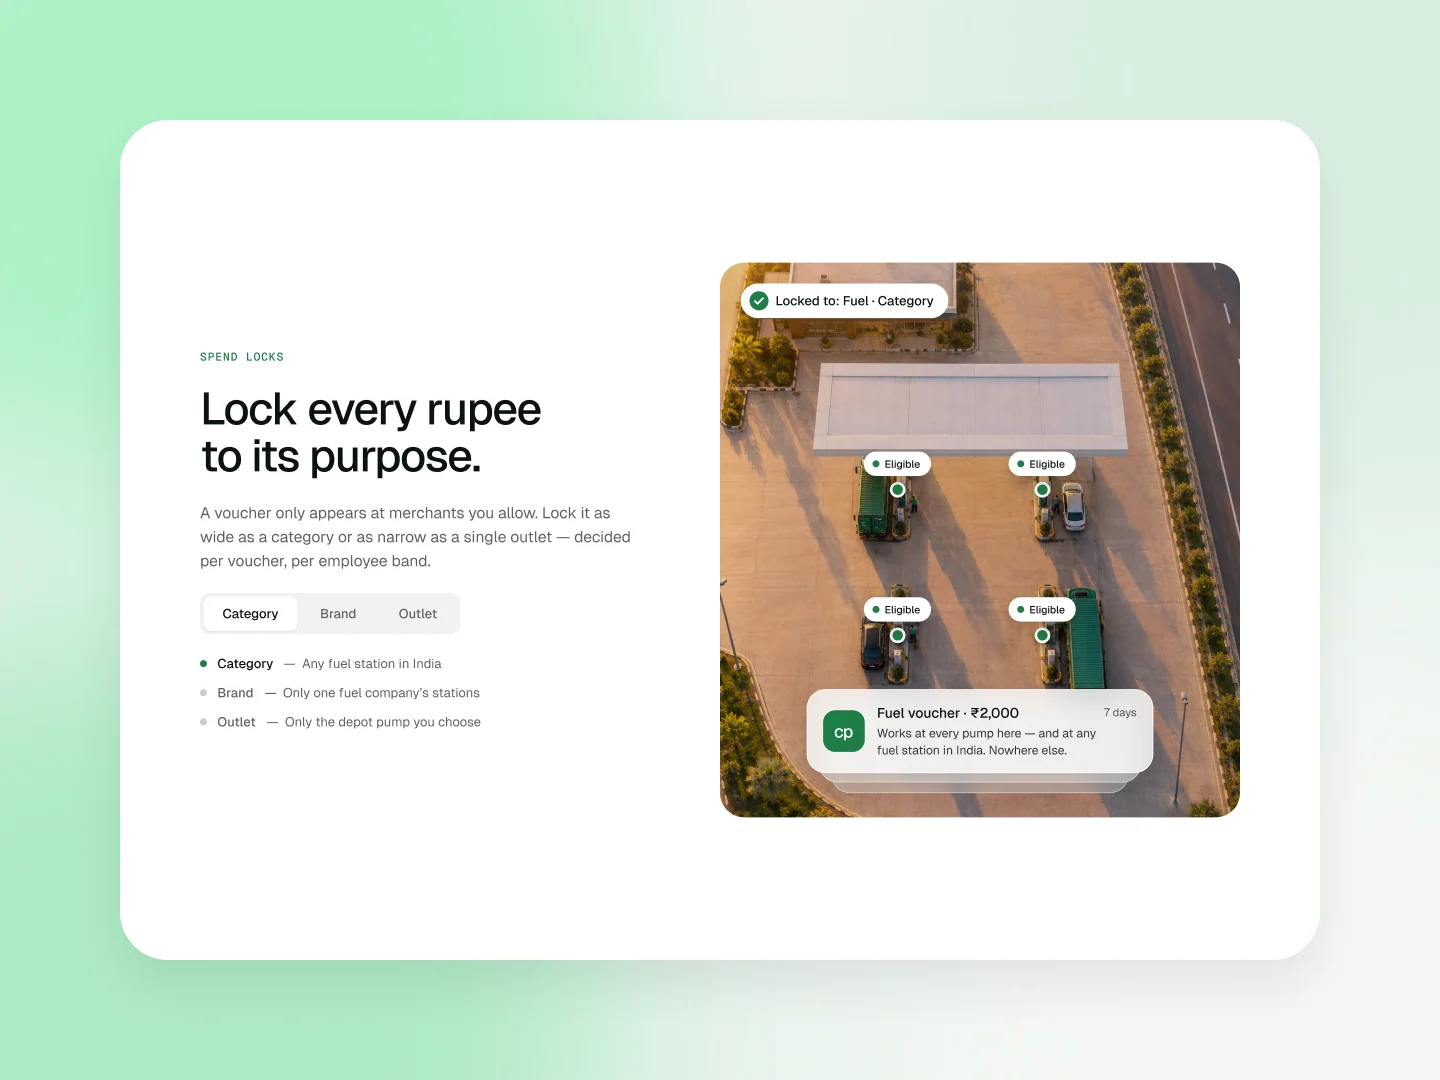 SPEND LOCKS
Lock every rupee
to its purpose.
A voucher only appears at merchants you allow. Lock it as
wide as a category or as narrow as a single outlet — decided
per voucher, per employee band.
Category
Brand
Outlet
Category — Any fuel station in India
Brand — Only one fuel company's stations
Outlet — Only the depot pump you choose
Locked to: Fuel · Category
Eligible
Eligible
Eligible
Eligible
cp
Fuel voucher · ₹2,000
7 days
Works at every pump here — and at any
fuel station in India. Nowhere else.